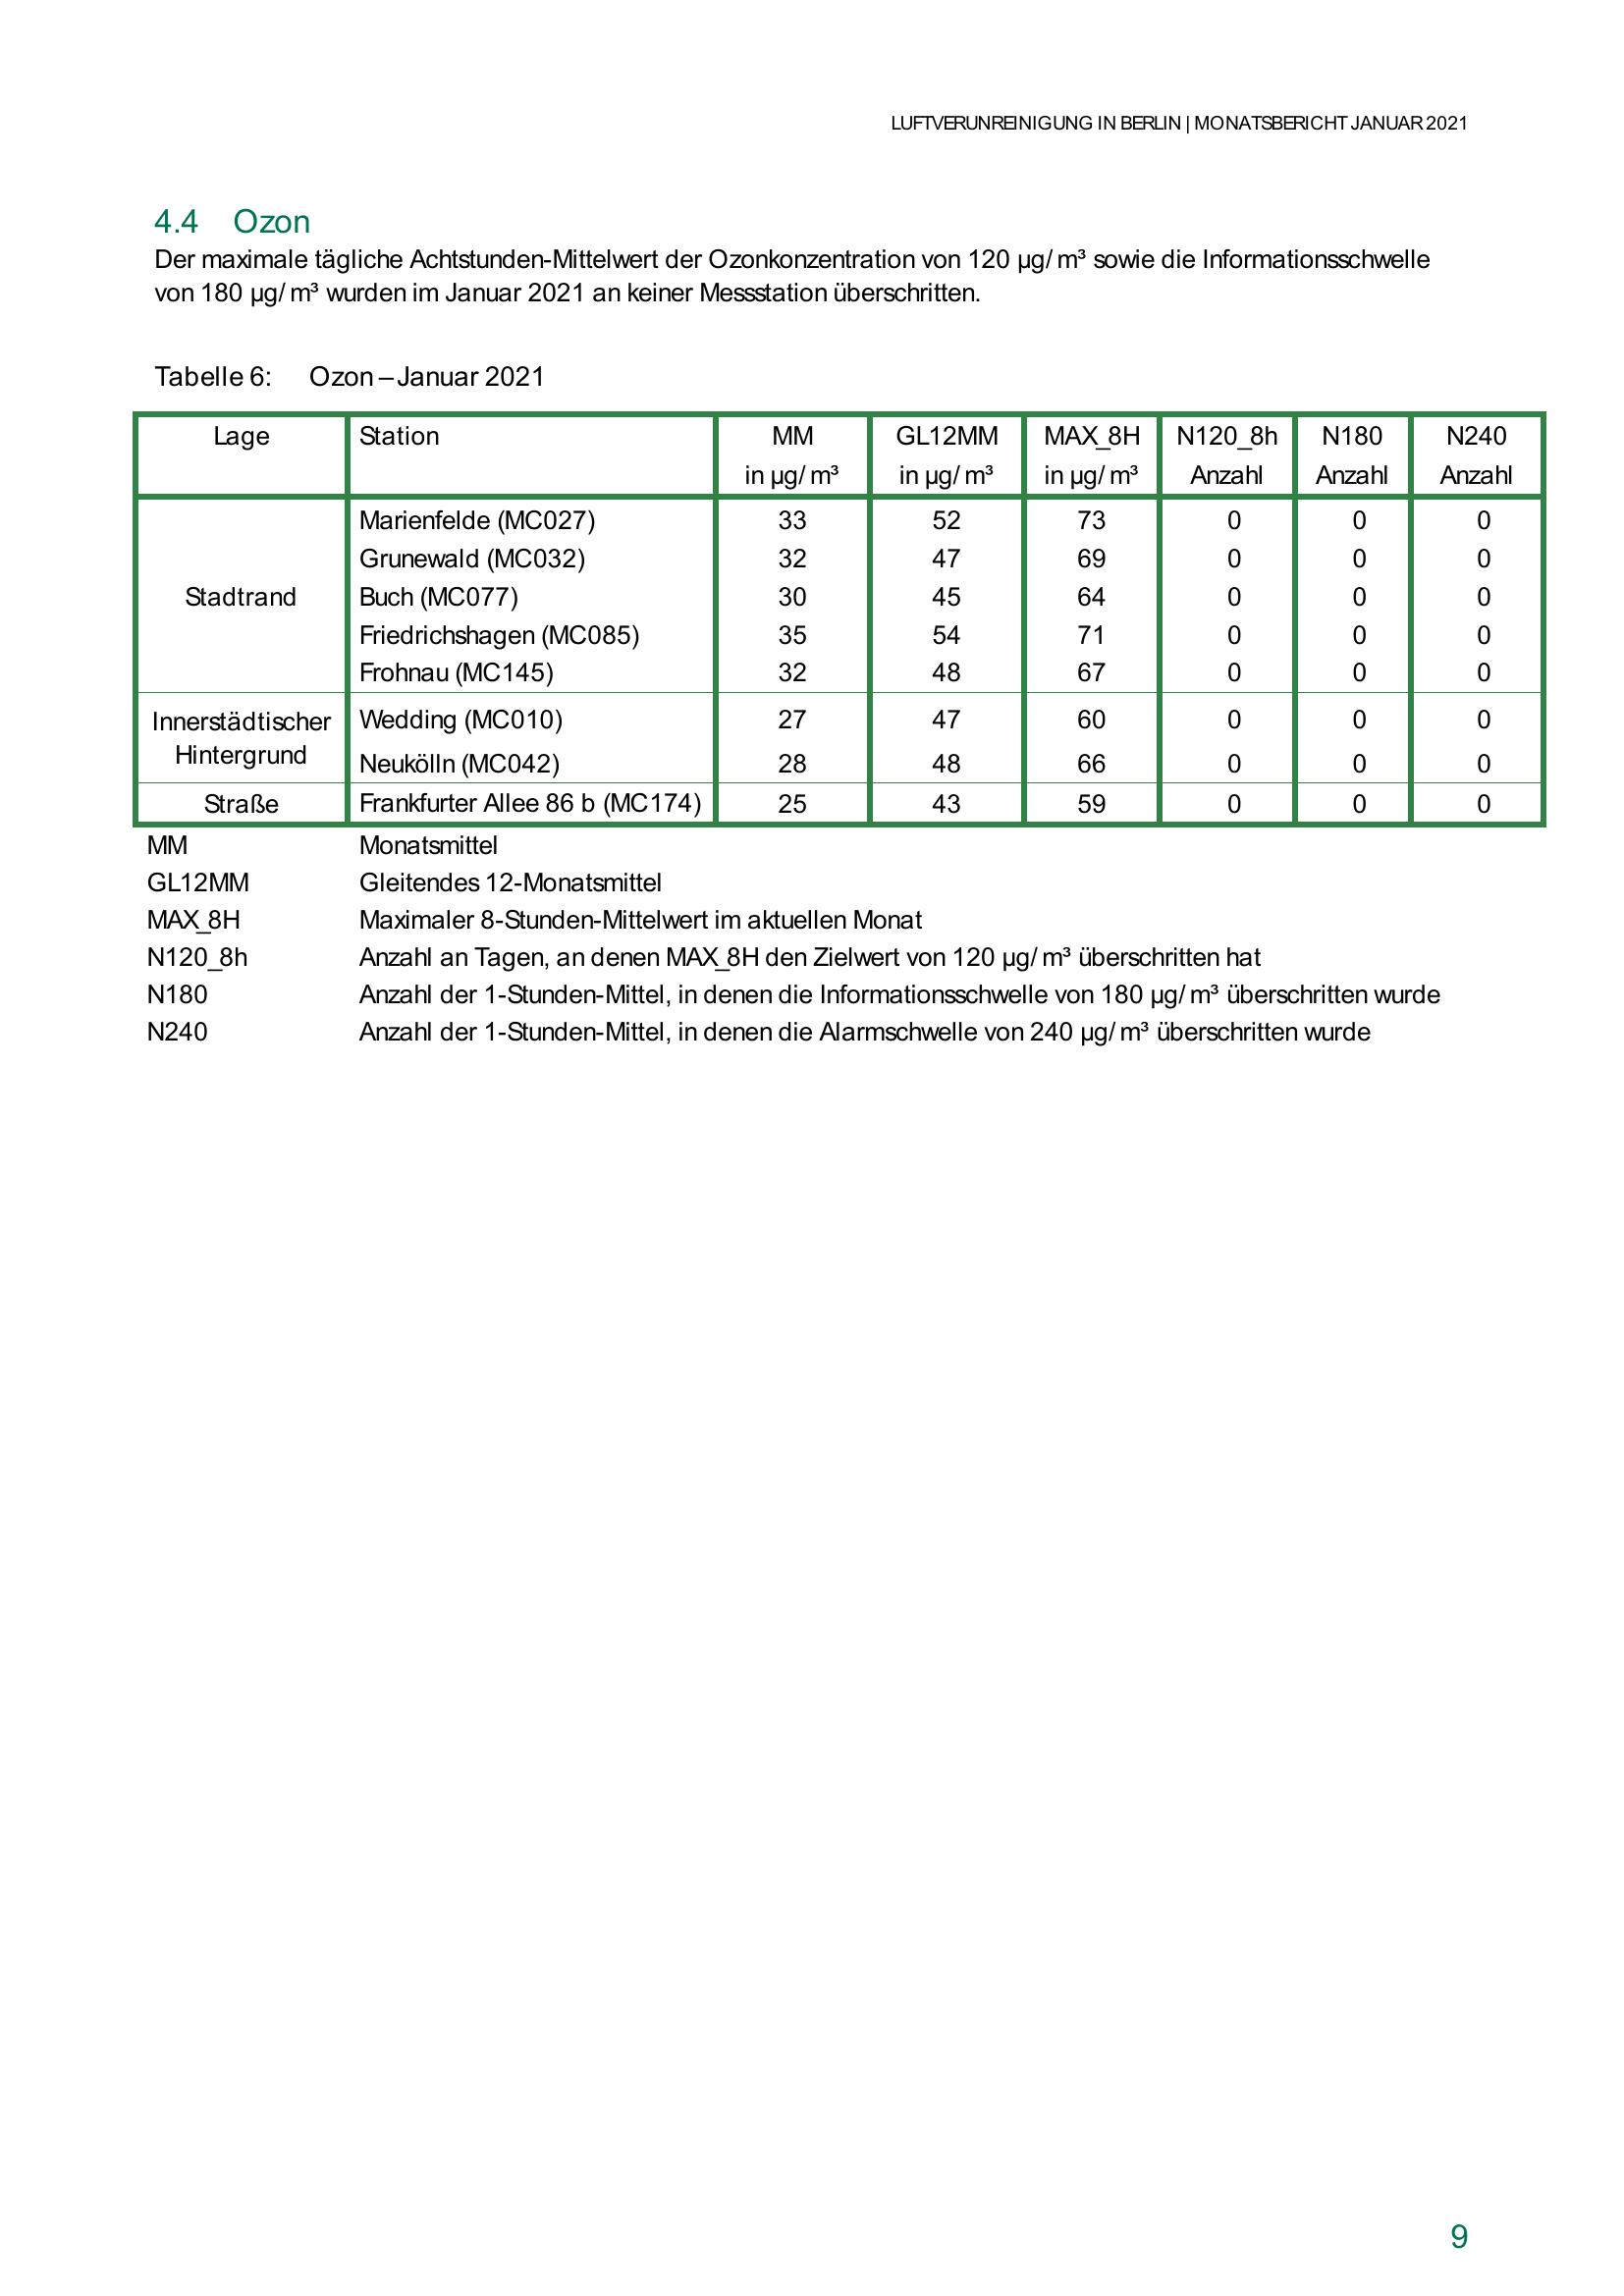 LUFTVERUNREINIGUNG IN BERLIN | MONATSBERICHT JANUAR 2021
4.4 Ozon
Der maximale tägliche Achtstunden-Mittelwert der Ozonkonzentration von 120 µg/m³ sowie die Informationsschwelle
von 180 µg/m³ wurden im Januar 2021 an keiner Messstation überschritten.
Tabelle 6: Ozon – Januar 2021
Lage Station MM GL12MM MAX_8H N120_8h N180 N240
in µg/m³ in µg/m³ in µg/m³ Anzahl Anzahl Anzahl
Marienfelde (MC027) 33 52 73 0 0 0
Grunewald (MC032) 32 47 69 0 0 0
Stadtrand Buch (MC077) 30 45 64 0 0 0
Friedrichshagen (MC085) 35 54 71 0 0 0
Frohnau (MC145) 32 48 67 0 0 0
Innerstädtischer Wedding (MC010) 27 47 60 0 0 0
Hintergrund Neukölln (MC042) 28 48 66 0 0 0
Straße Frankfurter Allee 86 b (MC174) 25 43 59 0 0 0
MM Monatsmittel
GL12MM Gleitendes 12-Monatsmittel
MAX_8H Maximaler 8-Stunden-Mittelwert im aktuellen Monat
N120_8h Anzahl an Tagen, an denen MAX_8H den Zielwert von 120 µg/m³ überschritten hat
N180 Anzahl der 1-Stunden-Mittel, in denen die Informationsschwelle von 180 µg/m³ überschritten wurde
N240 Anzahl der 1-Stunden-Mittel, in denen die Alarmschwelle von 240 µg/m³ überschritten wurde
9